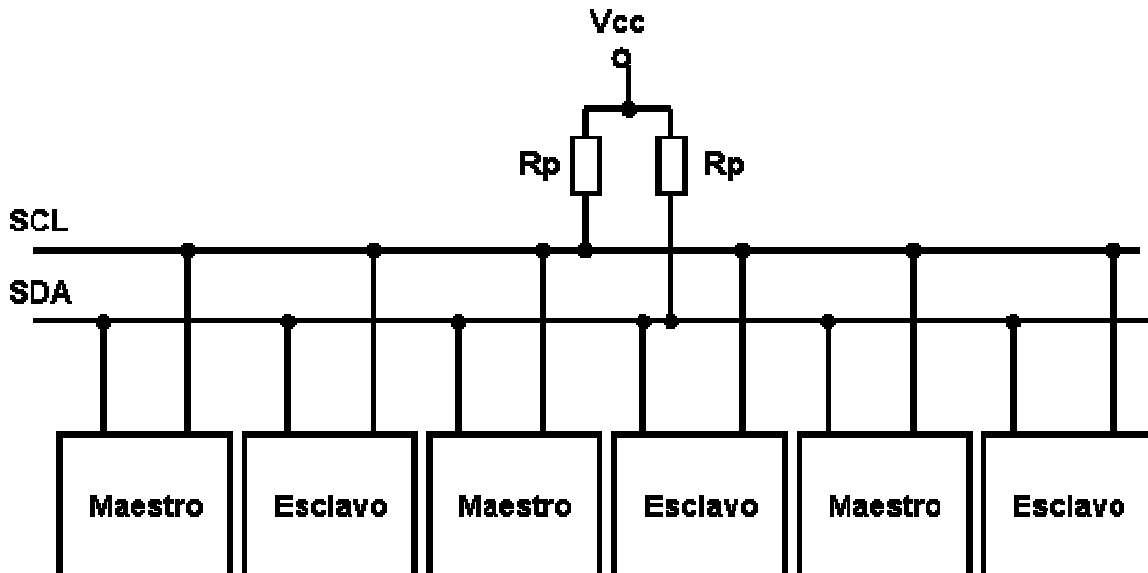 Vcc
Rp Rp
SCL
SDA
Maestro Esclavo Maestro Esclavo Maestro Esclavo